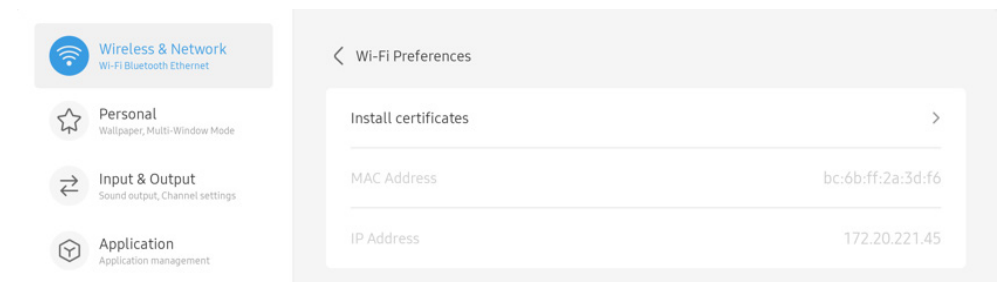 Wireless & Network
Wi-Fi Bluetooth Ethernet
Personal
Wallpaper, Multi-Window Mode
Input & Output
Sound output, Channel settings
Application
Application management
Wi-Fi Preferences
Install certificates
MAC Address bc:6b:ff:2a:3d:f6
IP Address 172.20.221.45